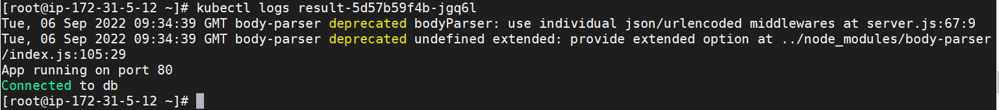 [root@ip-172-31-5-12 ~]# kubectl logs result-5d57b59f4b-jgq6l
Tue, 06 Sep 2022 09:34:39 GMT body-parser deprecated bodyParser: use individual json/urlencoded middlewares at server.js:67:9
Tue, 06 Sep 2022 09:34:39 GMT body-parser deprecated undefined extended: provide extended option at ../node_modules/body-parser
/index.js:105:29
App running on port 80
Connected to db
[root@ip-172-31-5-12 ~]#